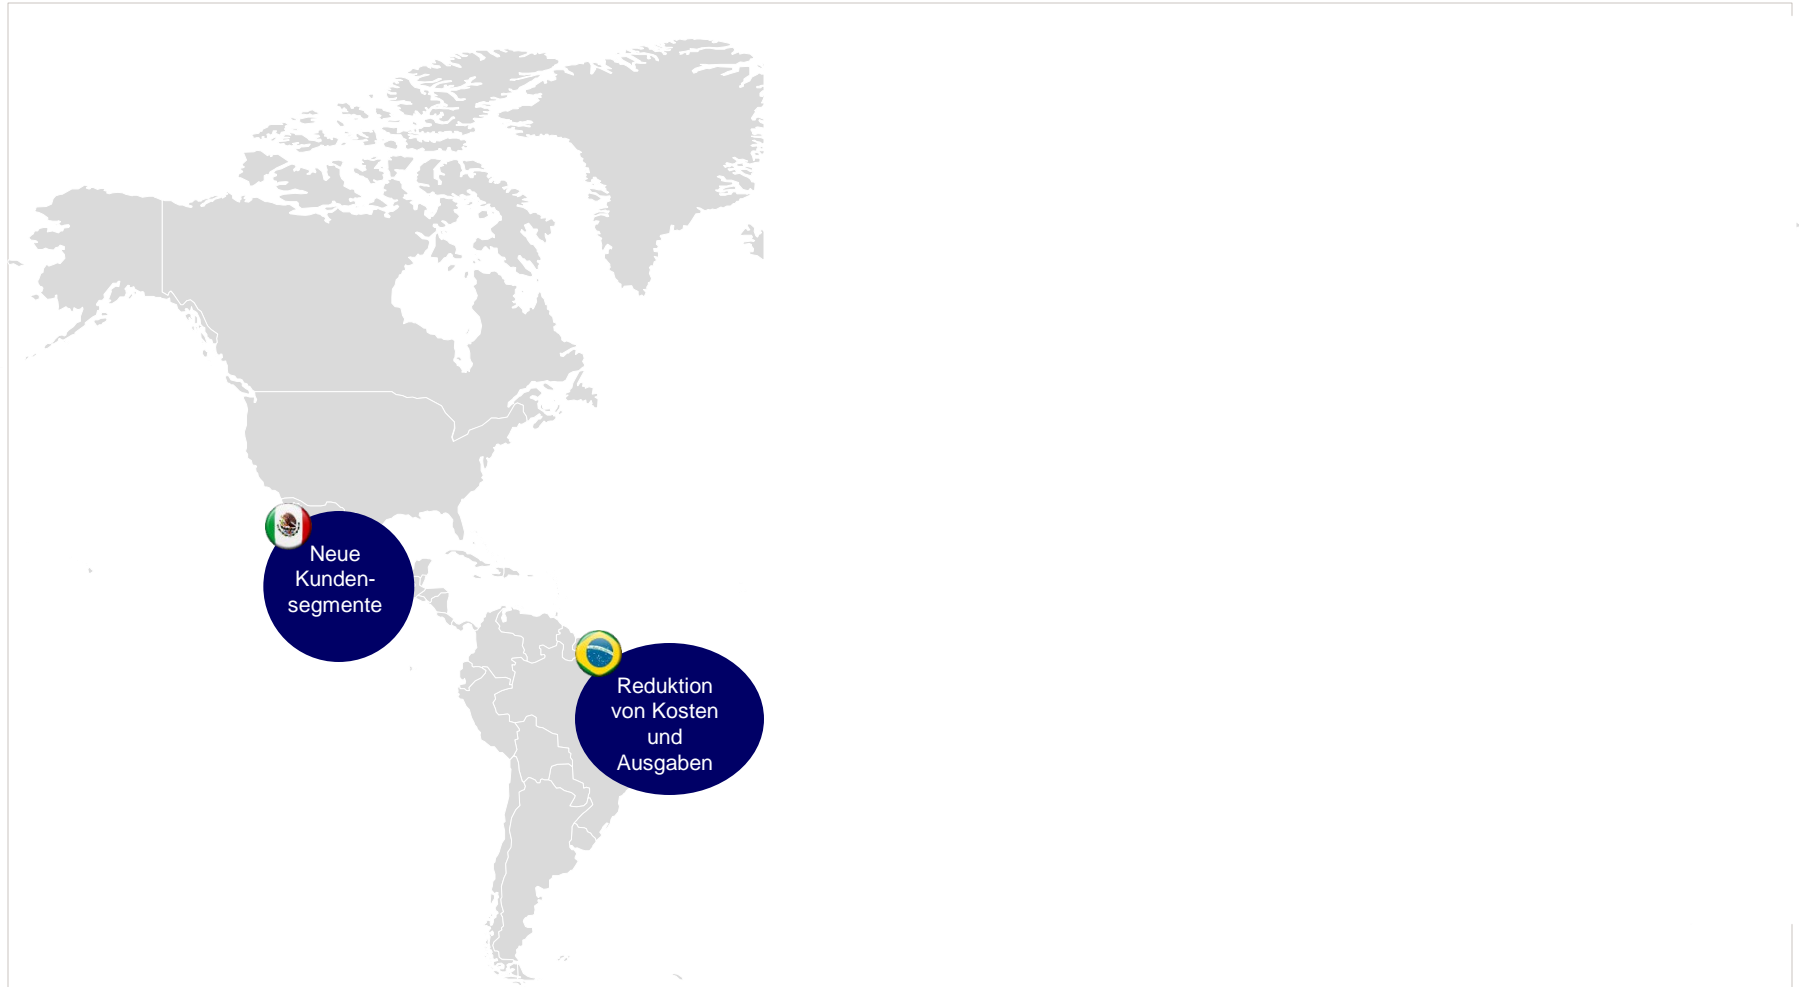 Neue
Kunden-
segmente
Reduktion
von Kosten
und
Ausgaben